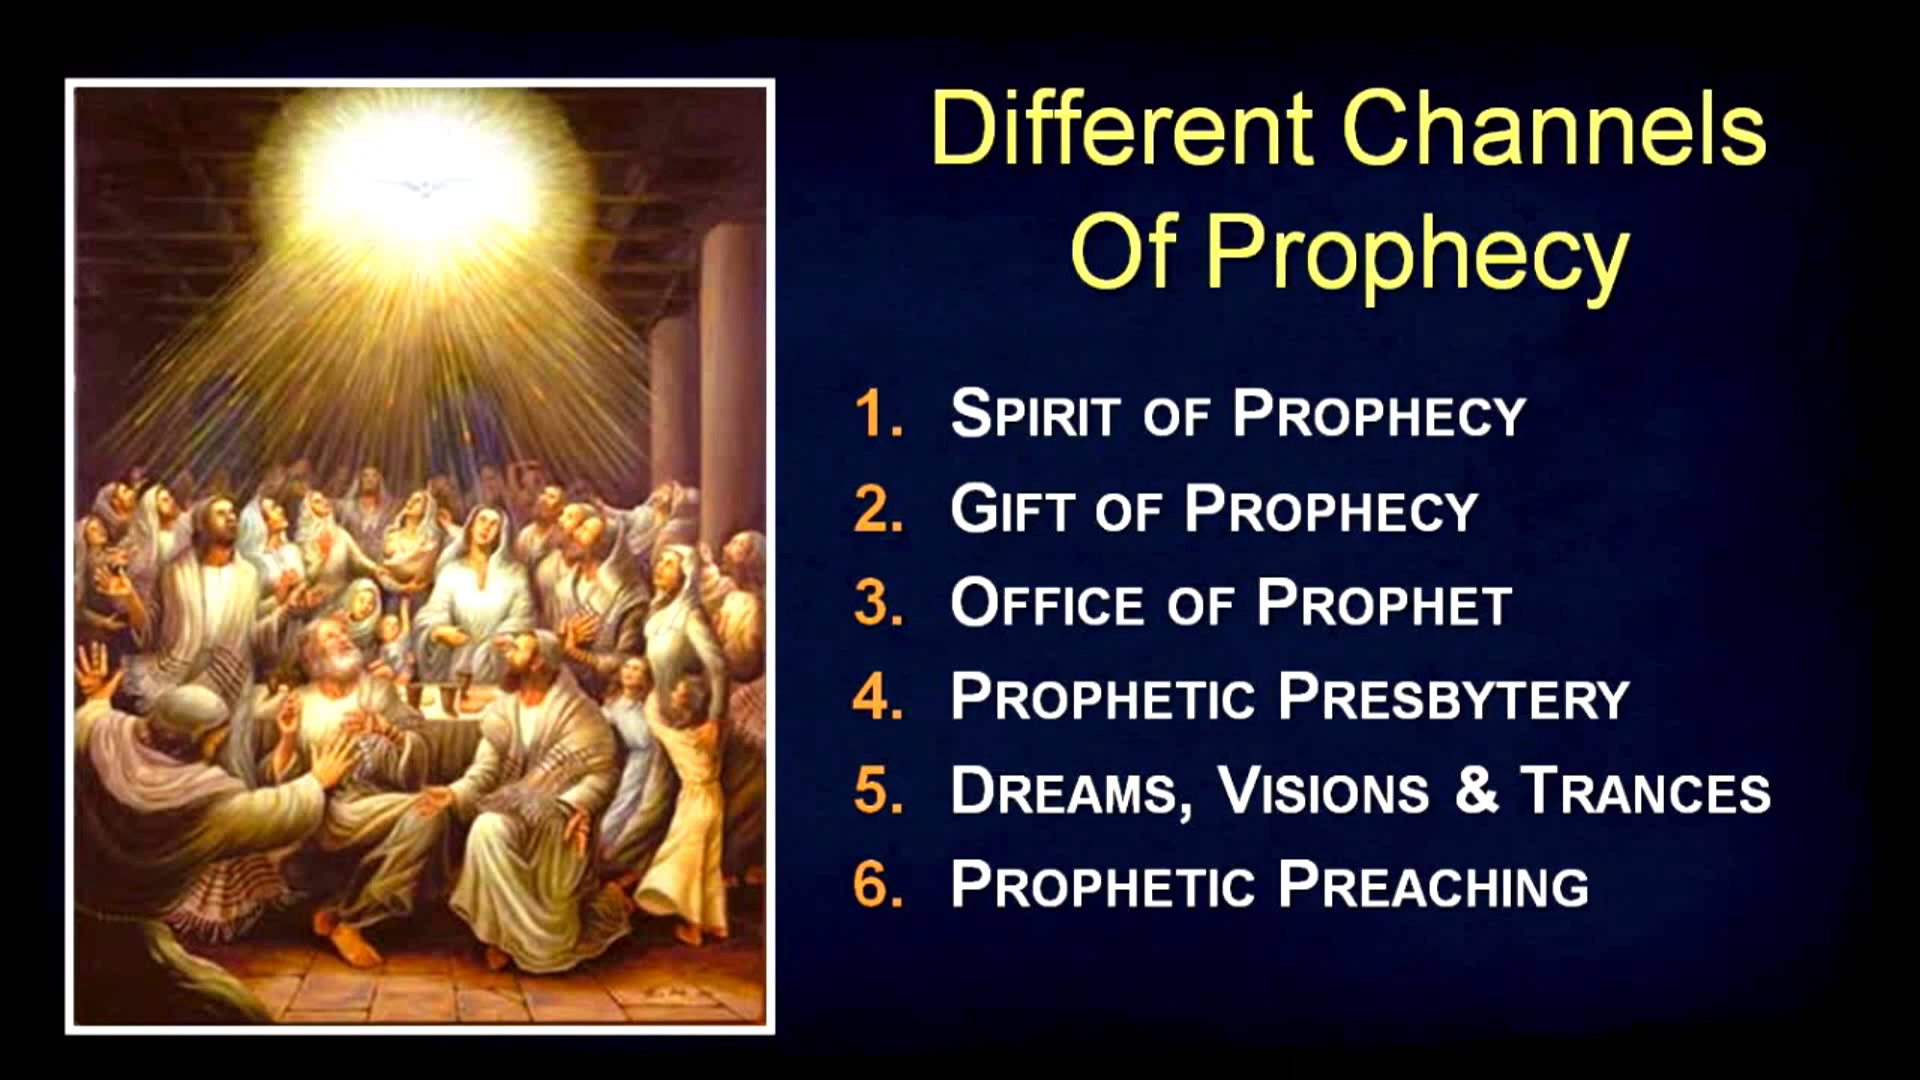 Different Channels
Of Prophecy
1. SPIRIT OF PROPHECY
2. GIFT OF PROPHECY
3. OFFICE OF PROPHET
4. PROPHETIC PRESBYTERY
5. DREAMS, VISIONS & TRANCES
6. PROPHETIC PREACHING